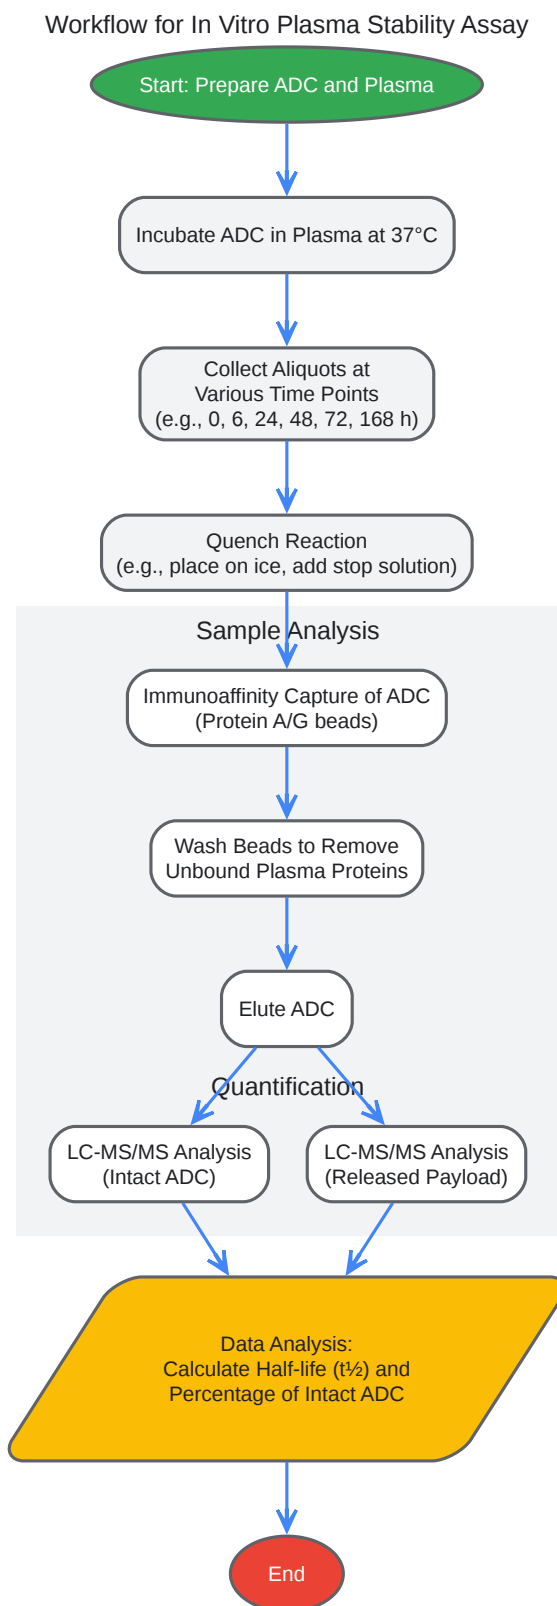 Workflow for In Vitro Plasma Stability Assay
Start: Prepare ADC and Plasma
Incubate ADC in Plasma at 37°C
Collect Aliquots at
Various Time Points
(e.g., 0, 6, 24, 48, 72, 168 h)
Quench Reaction
(e.g., place on ice, add stop solution)
Sample Analysis
Immunoaffinity Capture of ADC
(Protein A/G beads)
Wash Beads to Remove
Unbound Plasma Proteins
Elute ADC
Quantification
LC-MS/MS Analysis
(Intact ADC)
LC-MS/MS Analysis
(Released Payload)
Data Analysis:
Calculate Half-life (t½) and
Percentage of Intact ADC
End